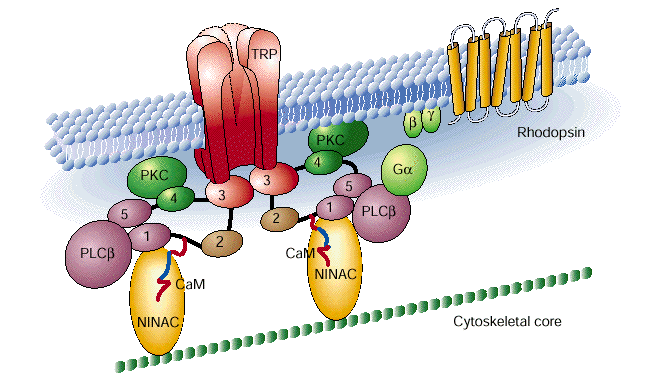 TRP
Rhodopsin
β
γ
PKC
4
Gα
PKC
4
3
3
5
5
1
PLCβ
2
1
2
PLCβ
CaM
NINAC
CaM
NINAC
Cytoskeletal core